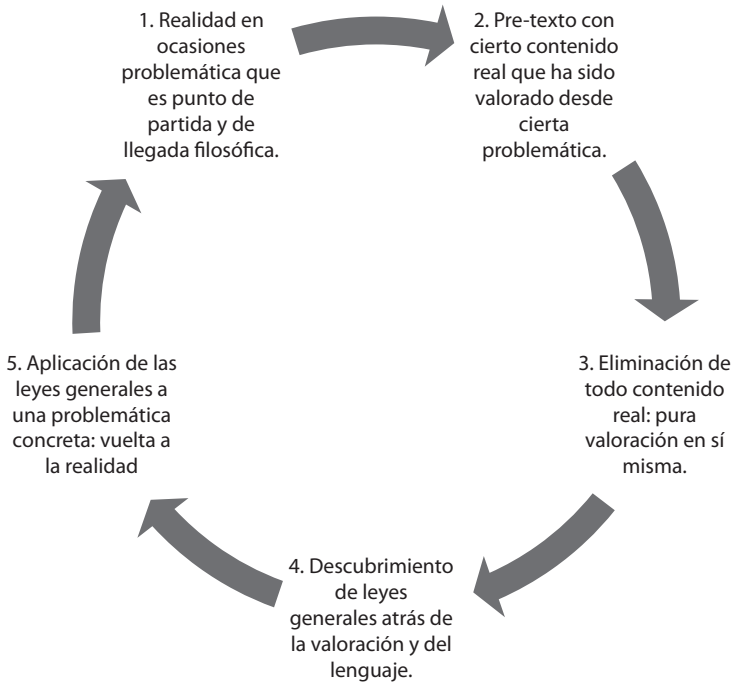 1. Realidad en
ocasiones
problemática que
es punto de
partida y de
llegada filosófica.
2. Pre-texto con
cierto contenido
real que ha sido
valorado desde
cierta
problemática.
3. Eliminación de
todo contenido
real: pura
valoración en sí
misma.
4. Descubrimiento
de leyes
generales atrás de
la valoración y del
lenguaje.
5. Aplicación de las
leyes generales a
una problemática
concreta: vuelta a
la realidad